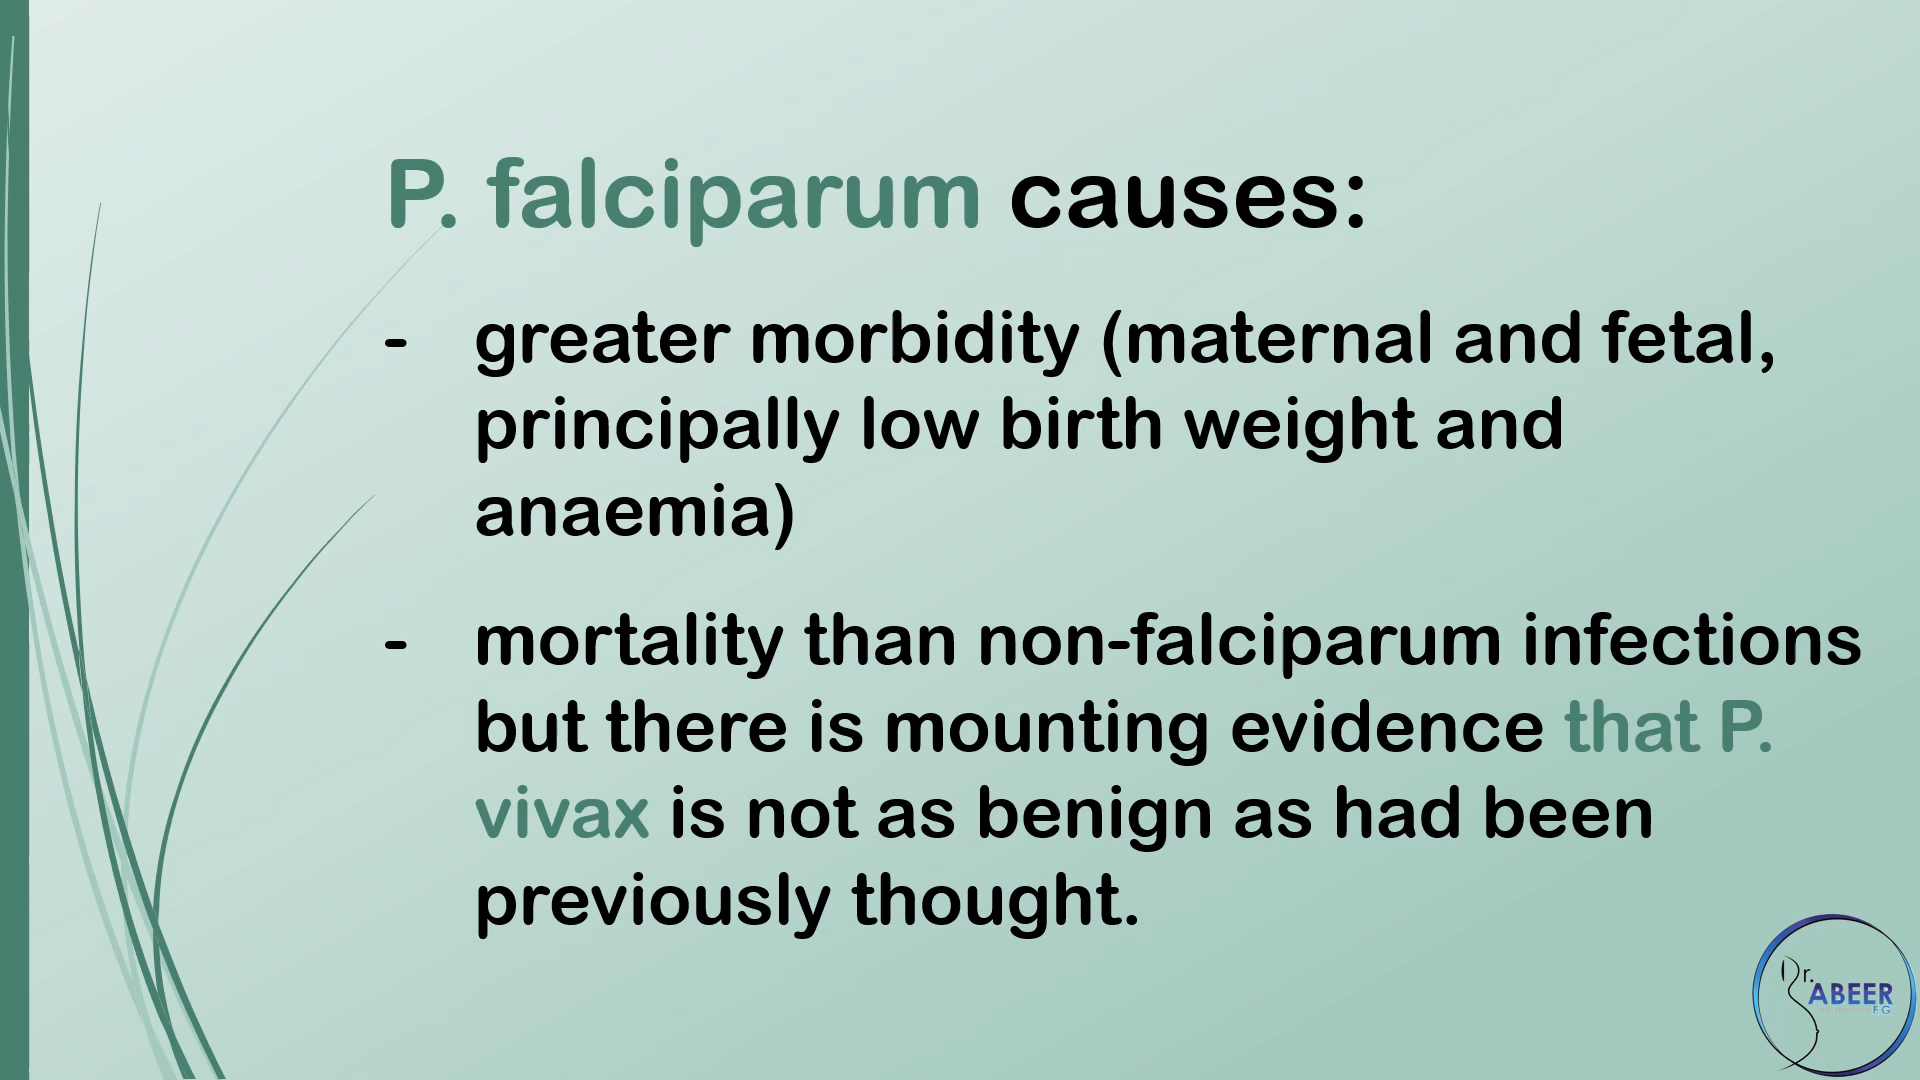 P. falciparum causes:
- greater morbidity (maternal and fetal,
principally low birth weight and
anaemia)
- mortality than non-falciparum infections
but there is mounting evidence that P.
vivax is not as benign as had been
previously thought.
Dr.
ABEER
F.G